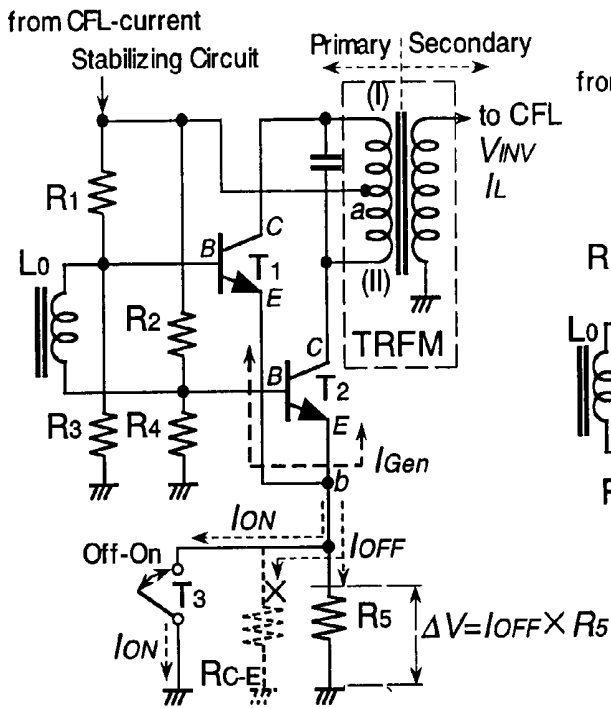 from CFL-current
Stabilizing Circuit
Primary
Secondary
(I)
to CFL
VINV
IL
a
(II)
TRFM
R1
C
B
T1
E
L0
R2
C
B
T2
E
R3
R4
IGen
b
ION
IOFF
Off-On
T3
ION
RC-E
R5
ΔV=IOFF×R5
from
R
L0